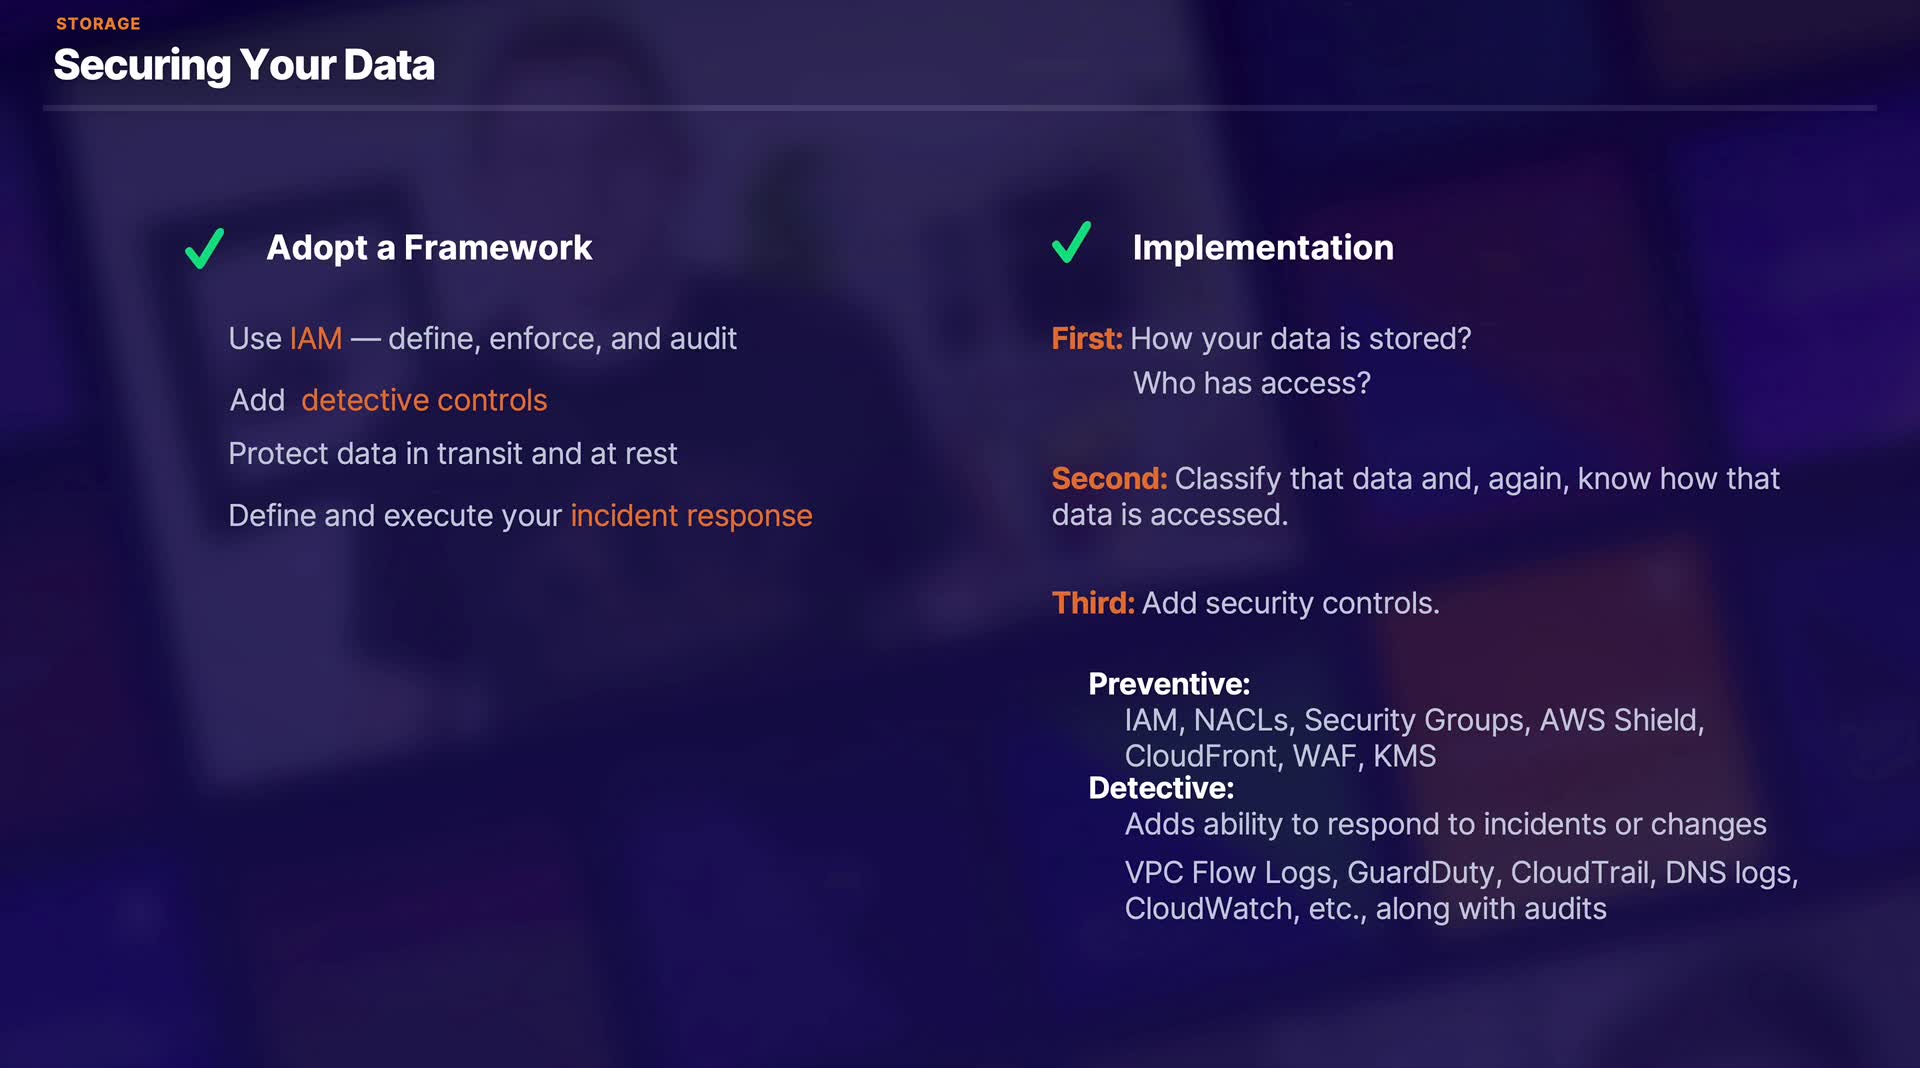 STORAGE
Securing Your Data
Adopt a Framework
Use IAM — define, enforce, and audit
Add detective controls
Protect data in transit and at rest
Define and execute your incident response
Implementation
First: How your data is stored?
Who has access?
Second: Classify that data and, again, know how that
data is accessed.
Third: Add security controls.
Preventive:
IAM, NACLs, Security Groups, AWS Shield,
CloudFront, WAF, KMS
Detective:
Adds ability to respond to incidents or changes
VPC Flow Logs, GuardDuty, CloudTrail, DNS logs,
CloudWatch, etc., along with audits